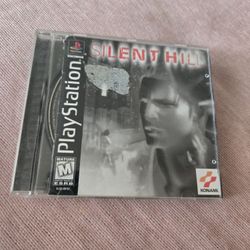 SILENT HILL
PlayStation
MATURE
M
ESRB
KONAMI